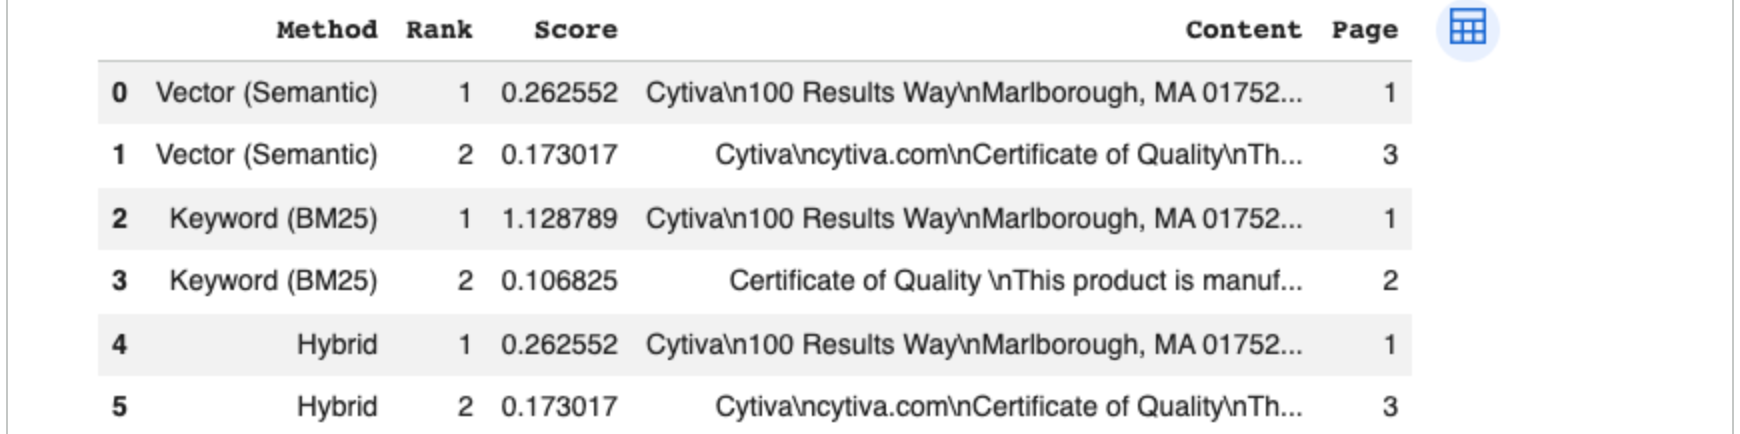 Method Rank Score Content Page
0 Vector (Semantic) 1 0.262552 Cytiva\n100 Results Way\nMarlborough, MA 01752... 1
1 Vector (Semantic) 2 0.173017 Cytiva\ncytiva.com\nCertificate of Quality\nTh... 3
2 Keyword (BM25) 1 1.128789 Cytiva\n100 Results Way\nMarlborough, MA 01752... 1
3 Keyword (BM25) 2 0.106825 Certificate of Quality \nThis product is manuf... 2
4 Hybrid 1 0.262552 Cytiva\n100 Results Way\nMarlborough, MA 01752... 1
5 Hybrid 2 0.173017 Cytiva\ncytiva.com\nCertificate of Quality\nTh... 3